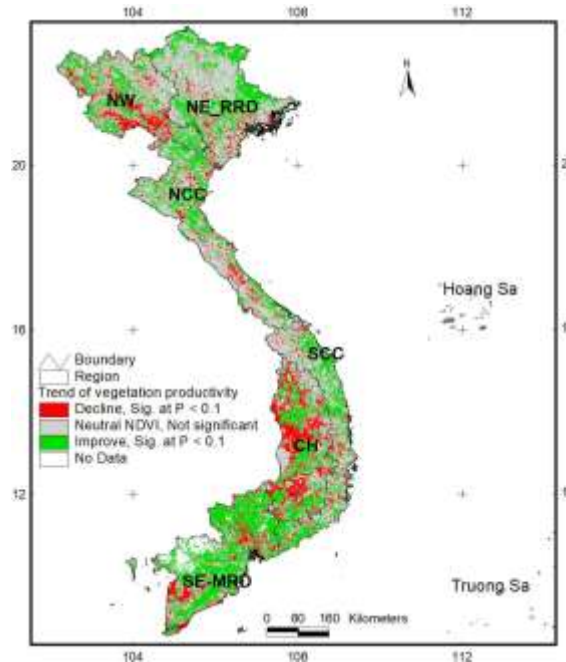 104 108 112
N
NW
NE_RRD
20
NCC
Hoang Sa
16
SCC
Boundary
Region
Trend of vegetation productivity
Decline, Sig. at P < 0.1
Neutral NDVI, Not significant
Improve, Sig. at P < 0.1
No Data
CH
12
SE-MRD
Truong Sa
0 80 160 Kilometers
104 108 112